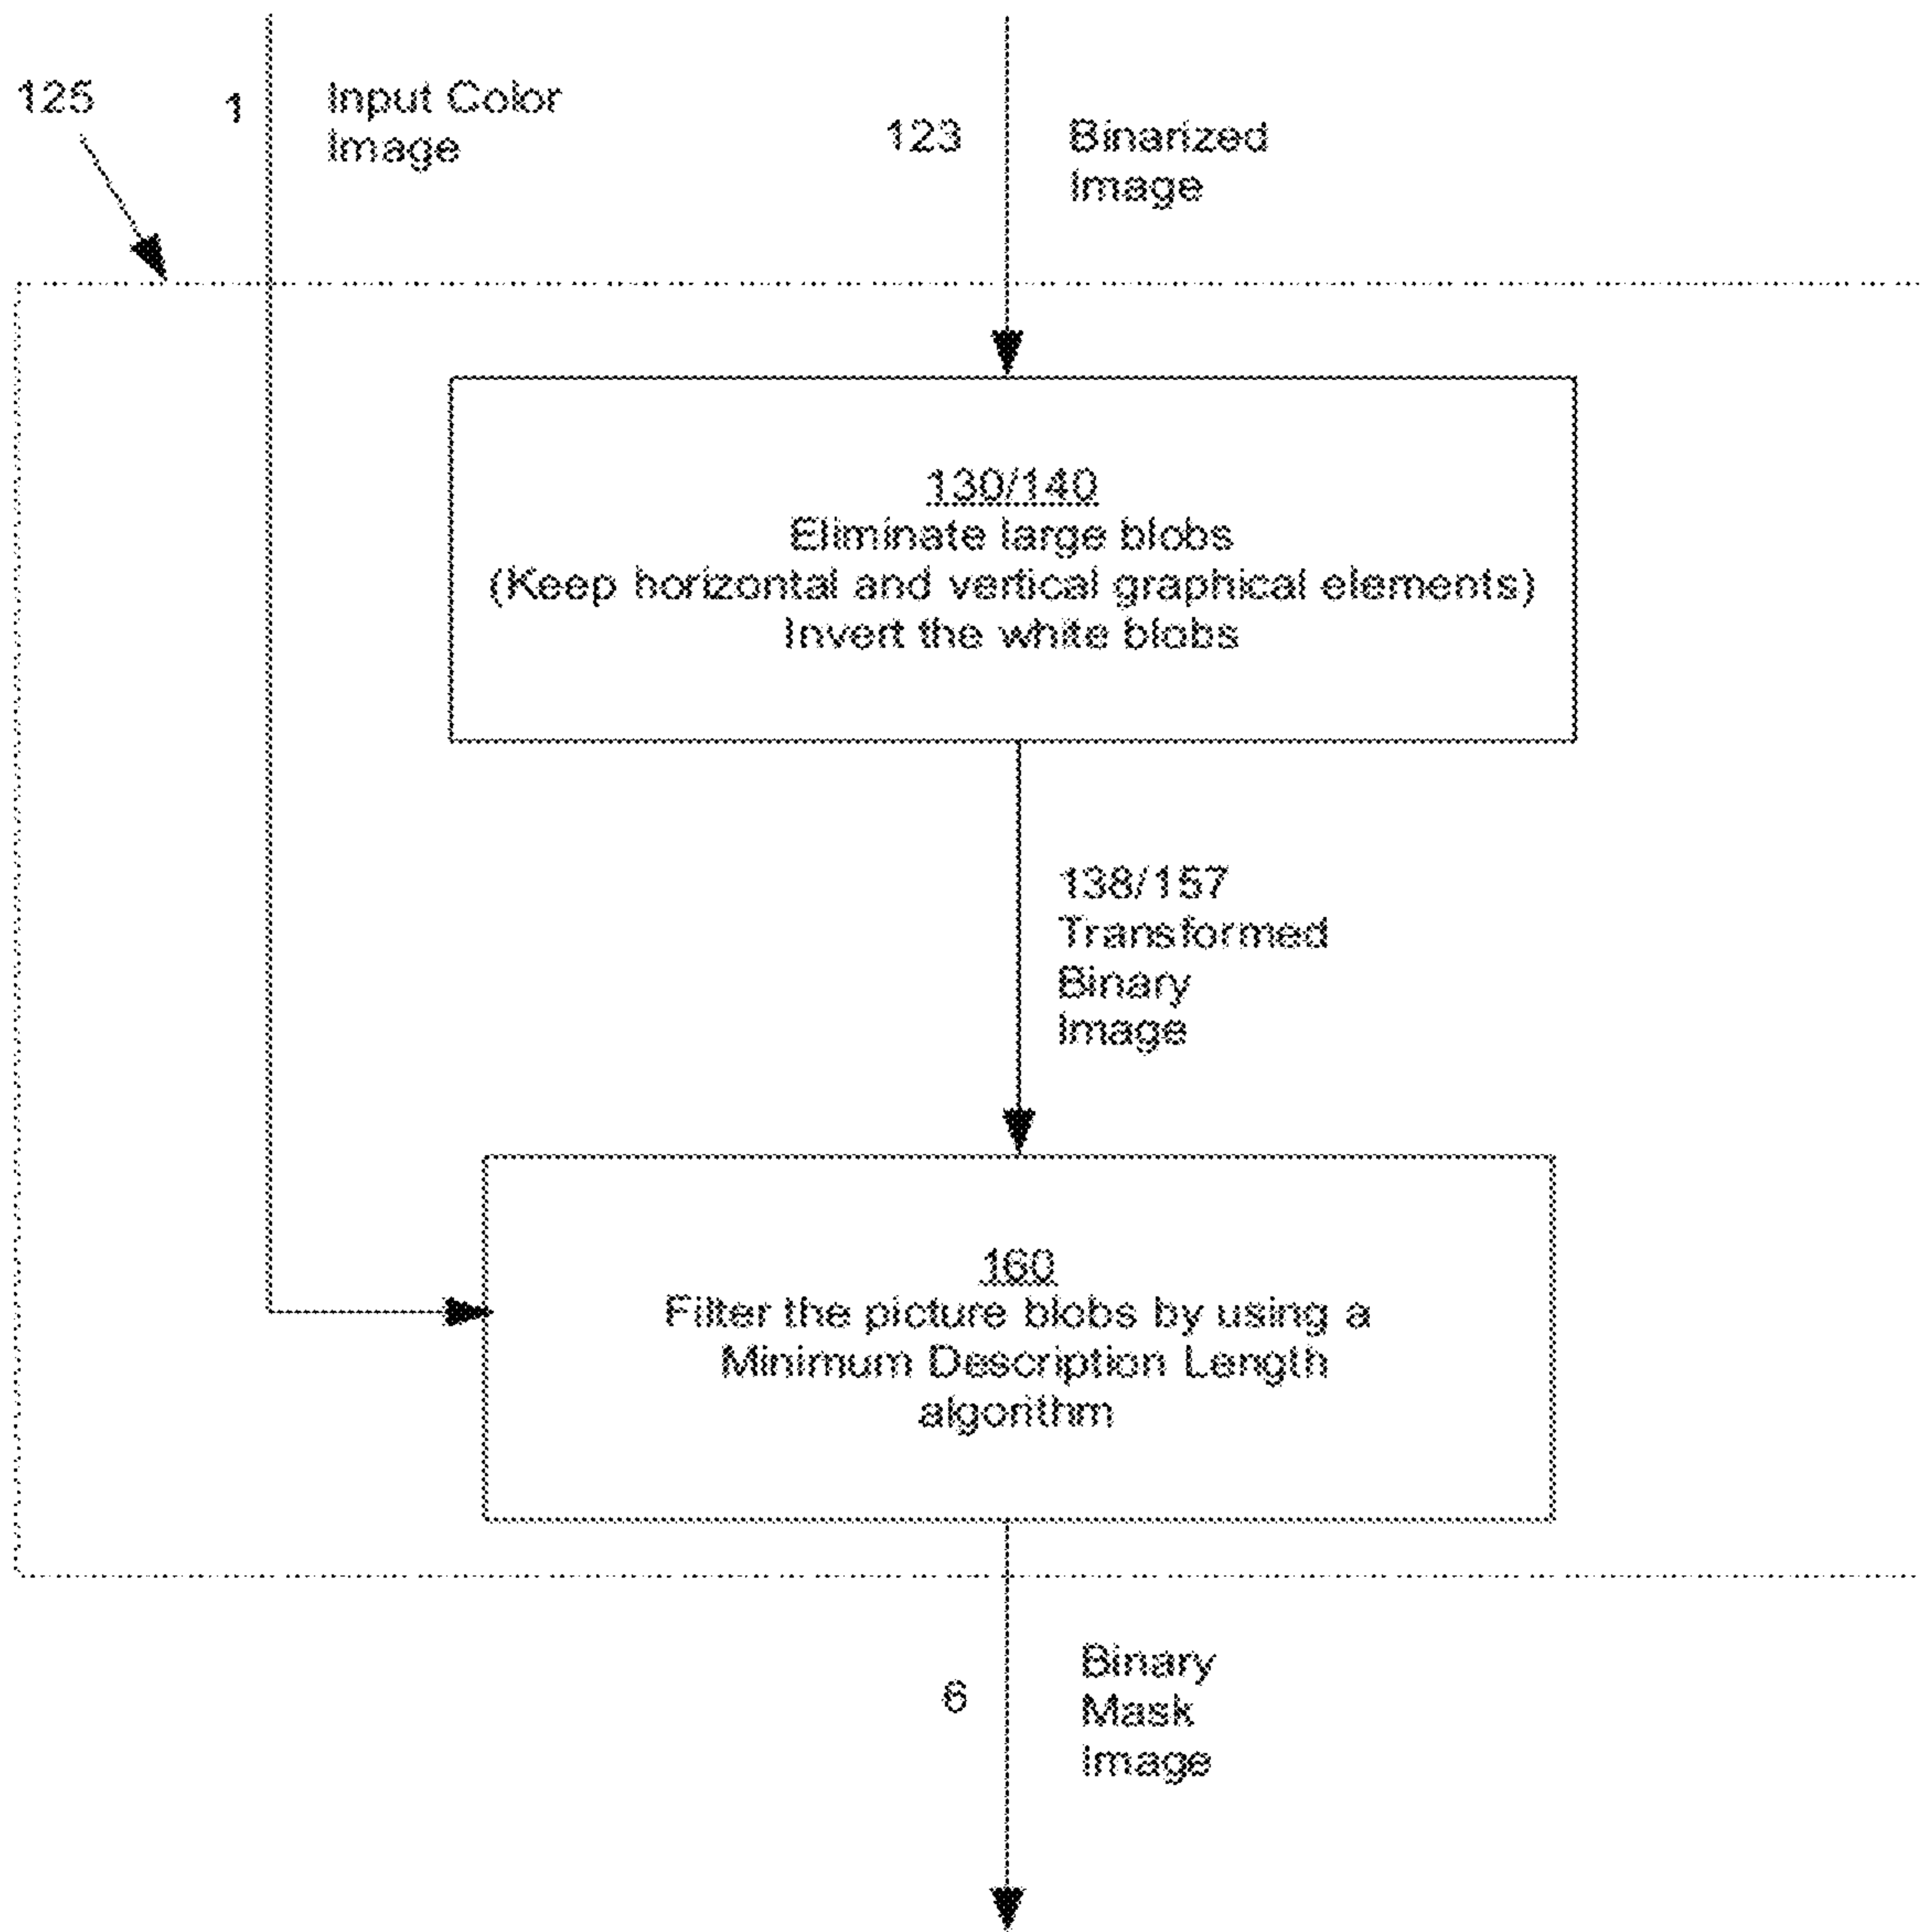 125
1
Input Color
Image
123
Binarized
Image
130/140
Eliminate large blobs
(Keep horizontal and vertical graphical elements)
Invert the white blobs
138/157
Transformed
Binary
Image
160
Filter the picture blobs by using a
Minimum Description Length
algorithm
6
Binary
Mask
Image